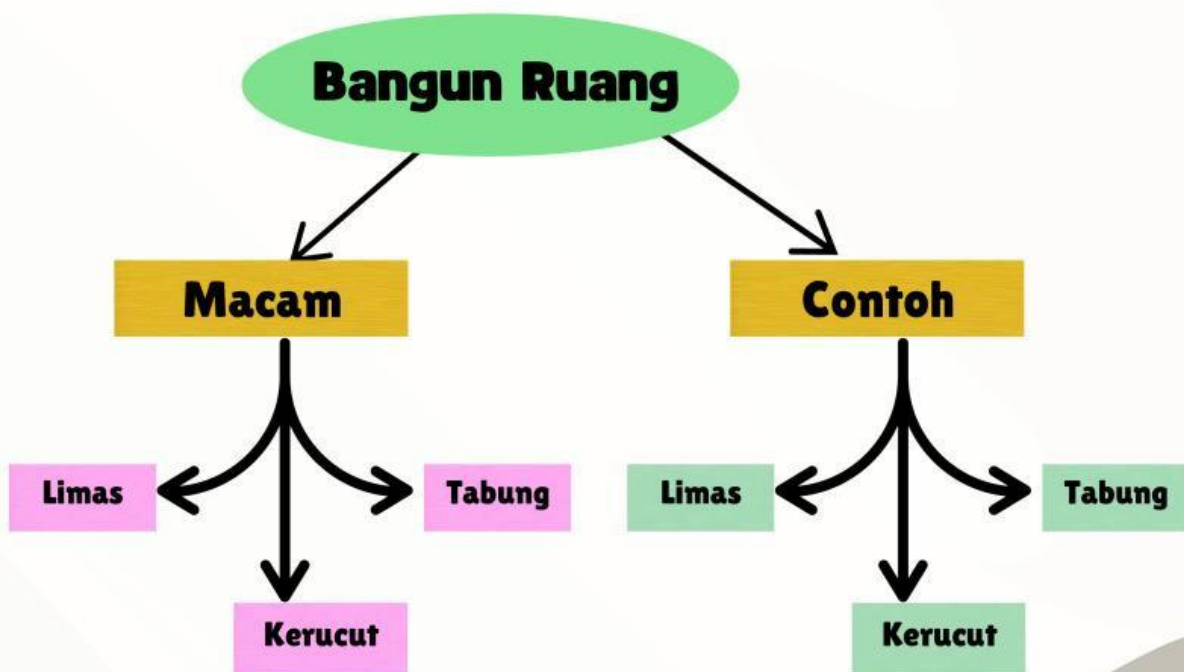 Bangun Ruang
Macam
Contoh
Limas
Tabung
Limas
Tabung
Kerucut
Kerucut